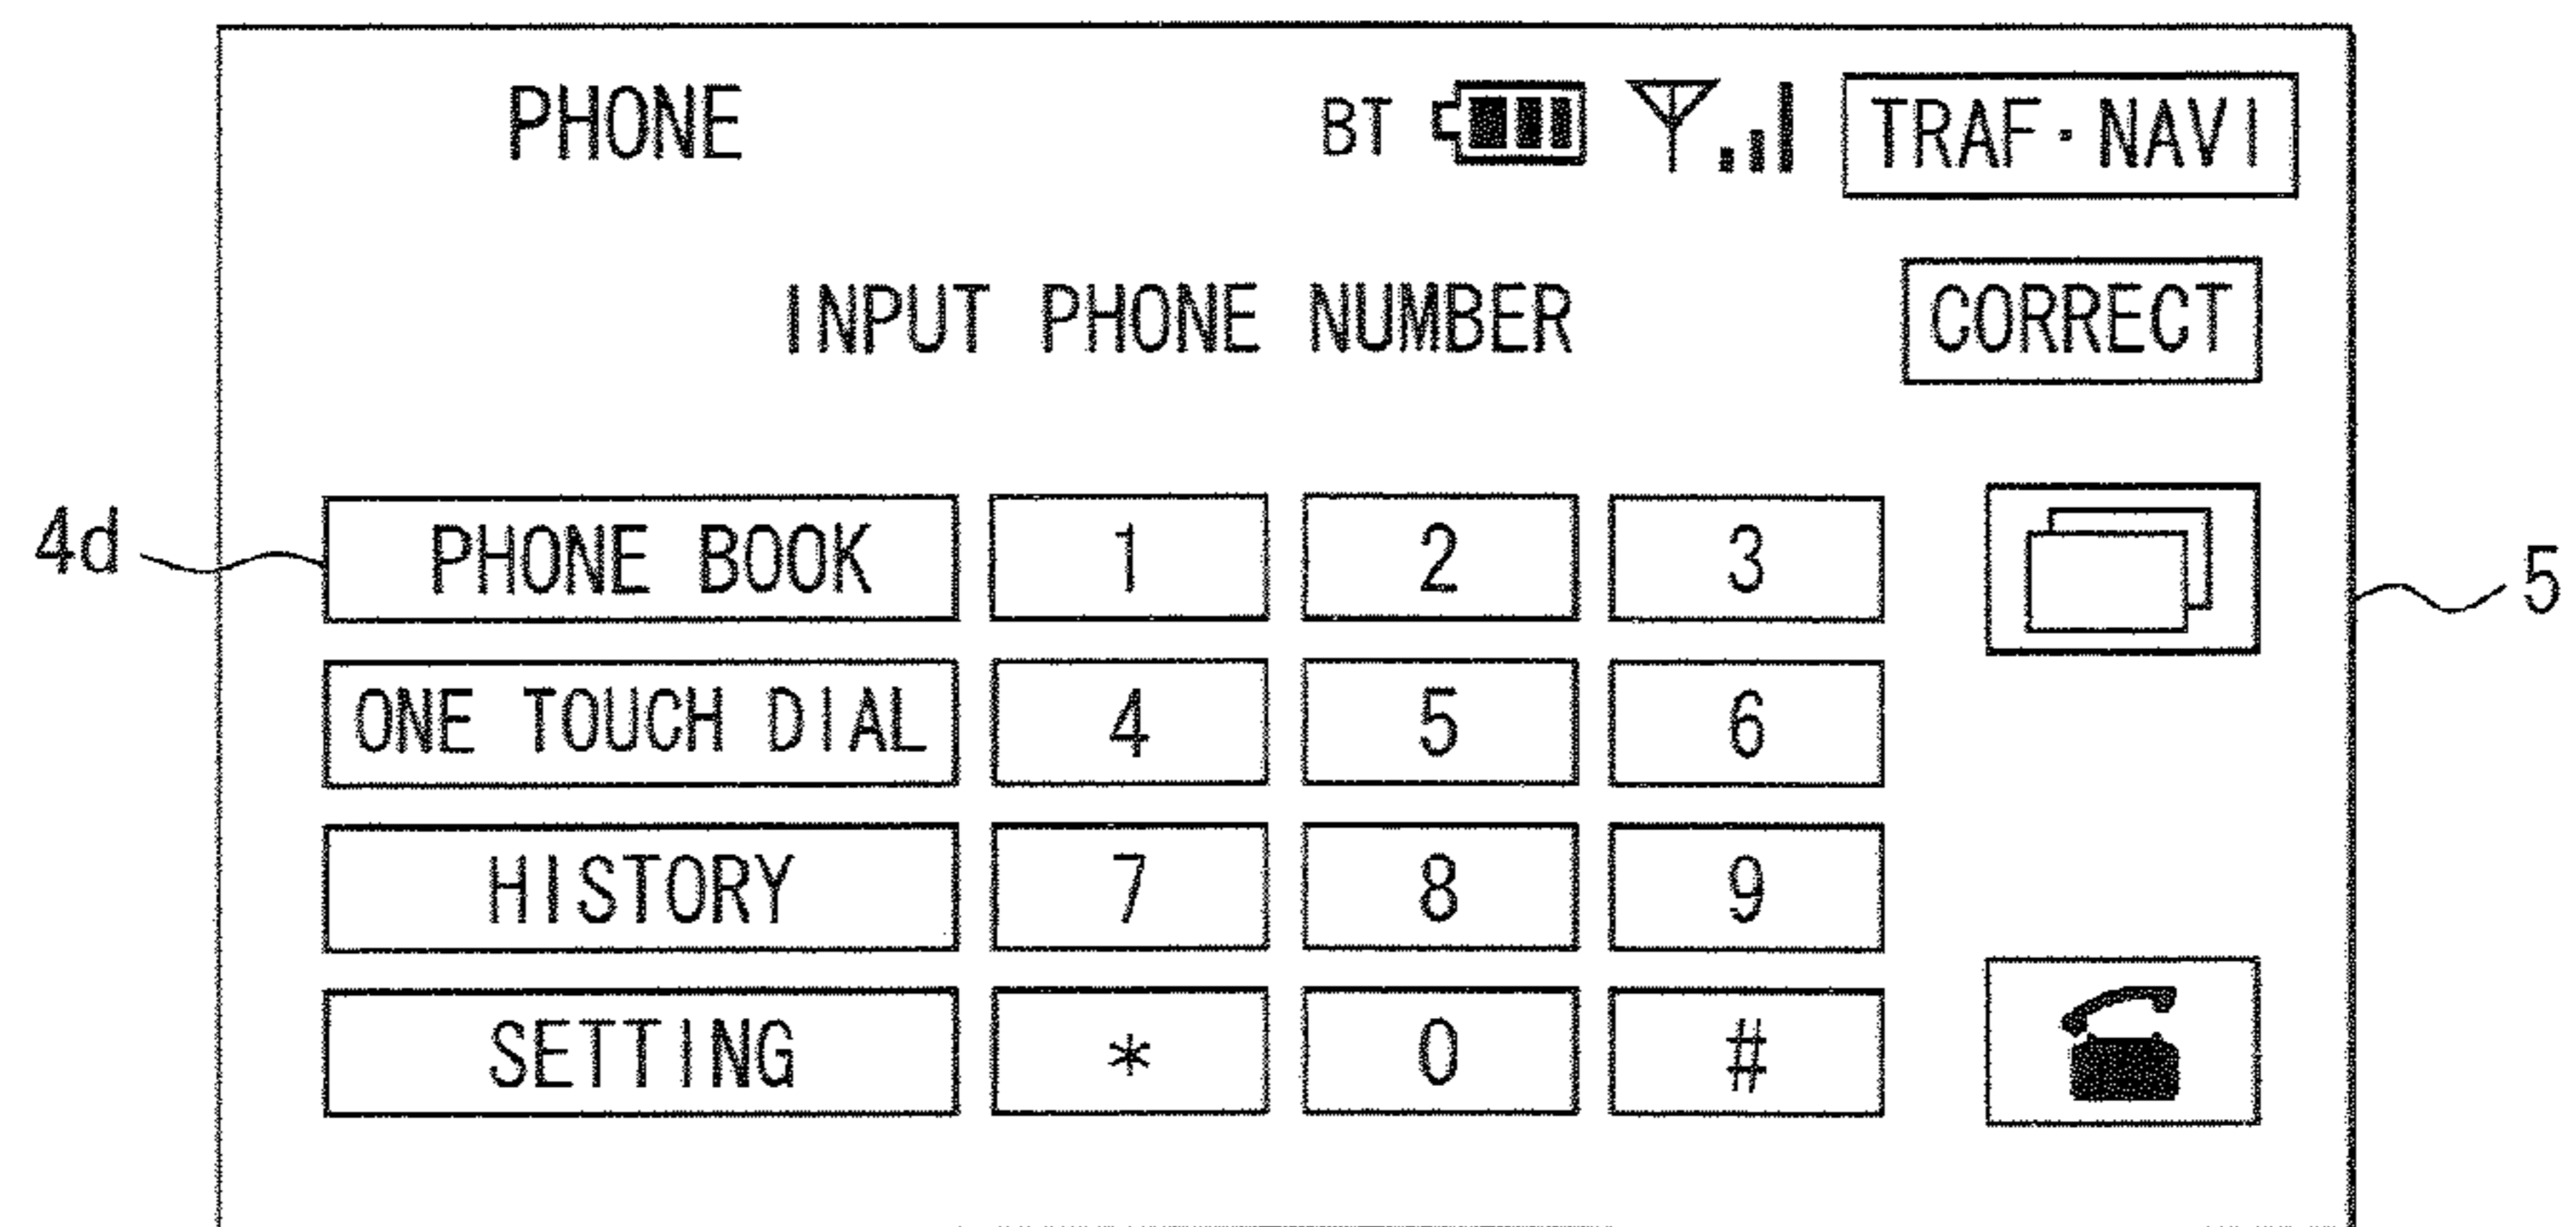 PHONE BT TRAF·NAVI
INPUT PHONE NUMBER CORRECT
4d PHONE BOOK 1 2 3 5
ONE TOUCH DIAL 4 5 6
HISTORY 7 8 9
SETTING * 0 #